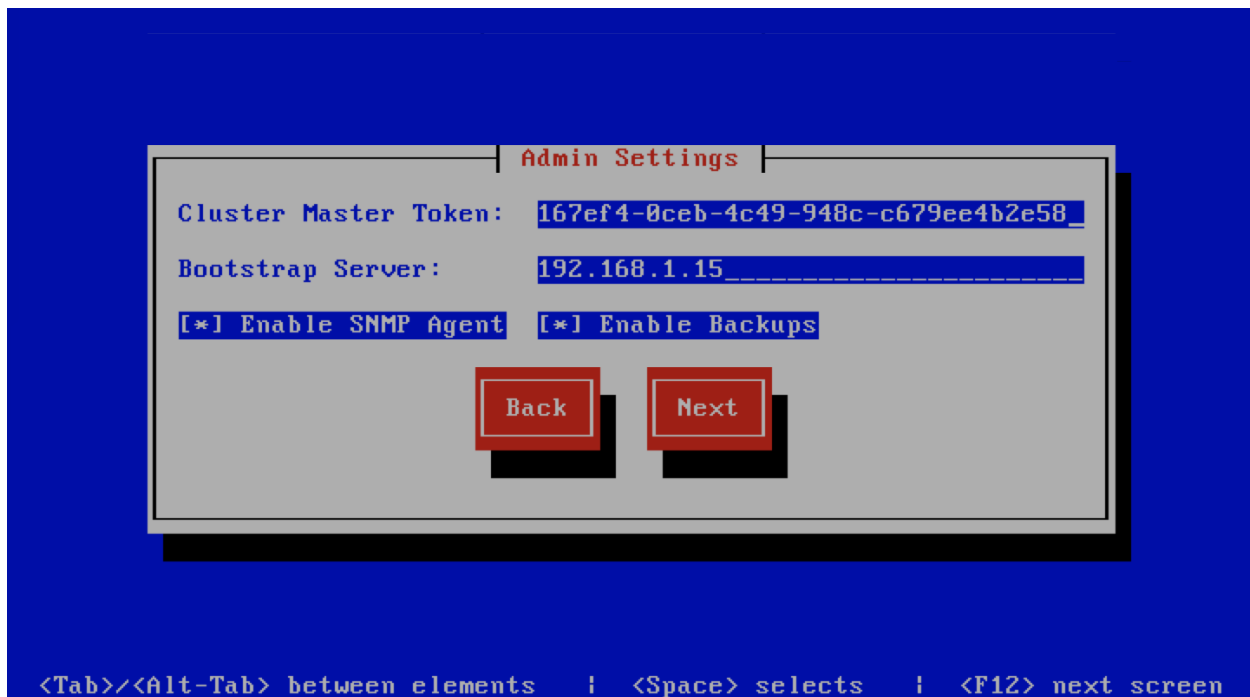 Admin Settings
Cluster Master Token: 167ef4-0ceb-4c49-948c-c679ee4b2e58_
Bootstrap Server: 192.168.1.15_______________________
[*] Enable SNMP Agent [*] Enable Backups
Back Next
<Tab>/<Alt-Tab> between elements | <Space> selects | <F12> next screen